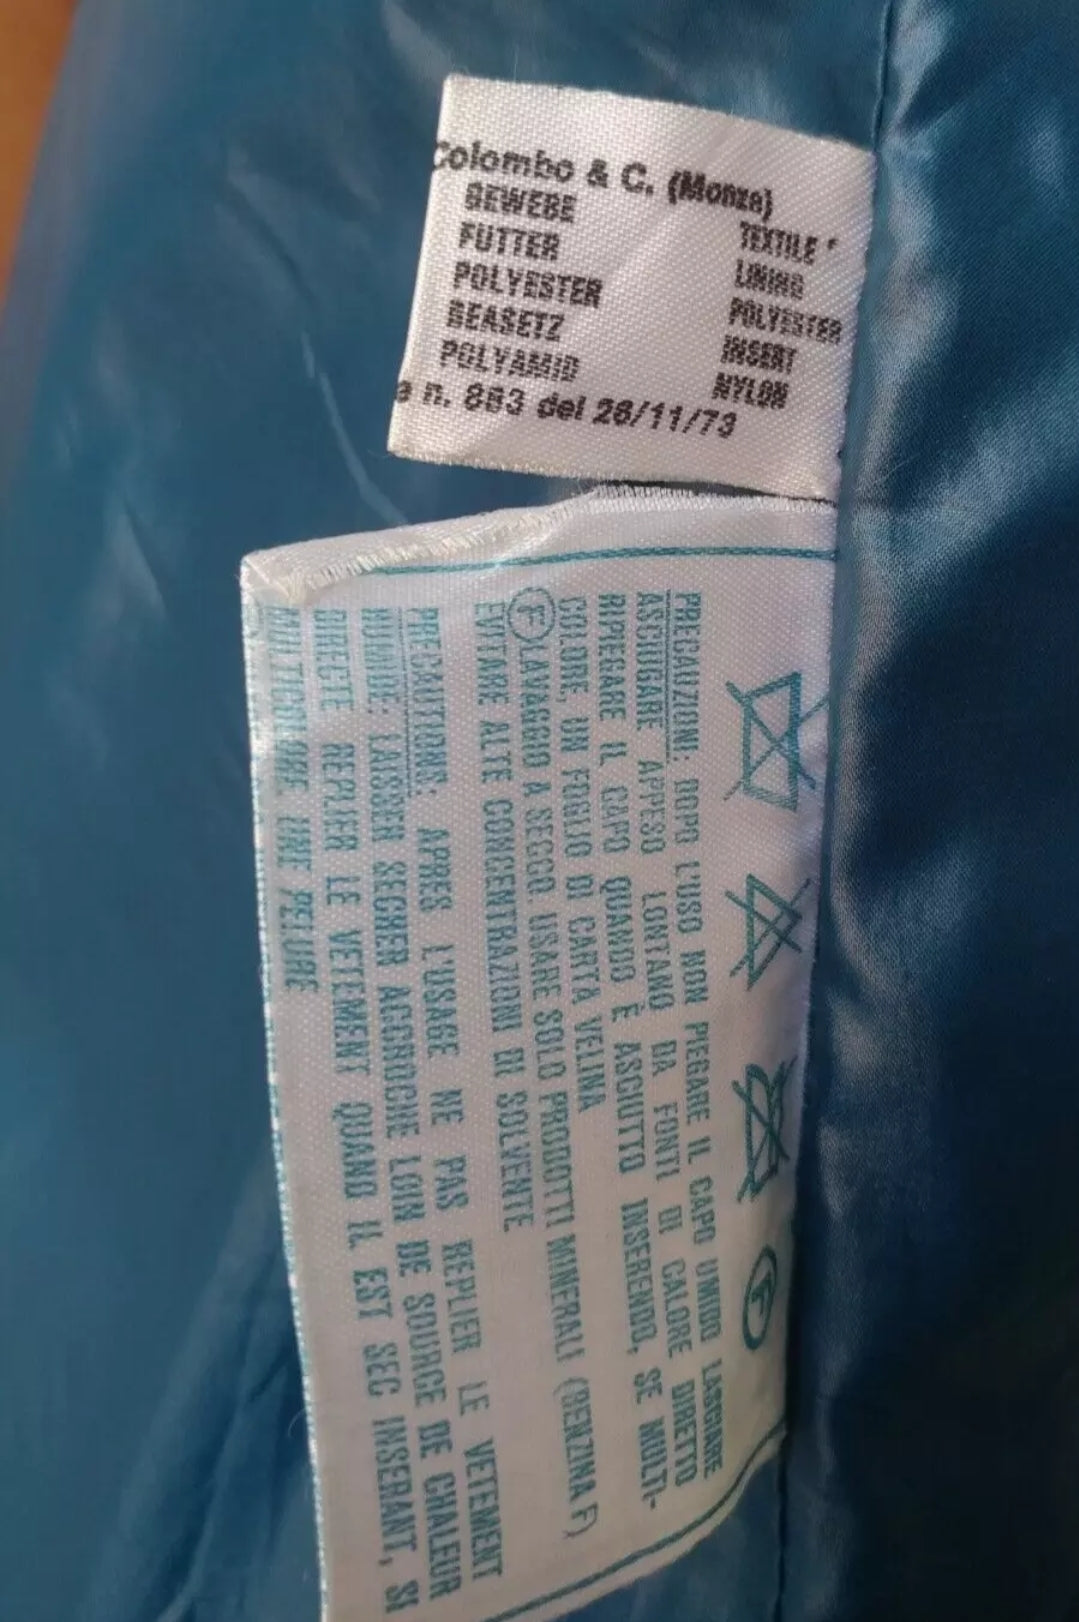 Colombo & C. (Monza)
GEWEBE TEXTILE
FUTTER LINING
POLYESTER POLYESTER
BEASETZ INSERT
POLYAMID NYLON
e n. 883 del 26/11/73
F
PRECAUZIONI: DOPO L'USO NON PIEGARE IL CAPO UMIDO LASCIARE
ASCIUGARE APPESO LONTANO DA FONTI DI CALORE DIRETTO
RIPIEGARE IL CAPO QUANDO È ASCIUTTO INSERENDO, SE MULTI-
COLORE, UN FOGLIO DI CARTA VELINA
Ⓕ LAVAGGIO A SECCO USARE SOLO PRODOTTI MINERALI (BENZINA F)
EVITARE ALTE CONCENTRAZIONI DI SOLVENTE
PRECAUTIONS: APRES L'USAGE NE PAS REPLIER LE VETEMENT
HUMIDE: LAISSER SECHER ACCROCHE LOIN DE SOURCE DE CHALEUR
DIRECTE REPLIER LE VETEMENT QUAND IL EST SEC INSERANT, SI
MULTICOLORE UNE PELURE